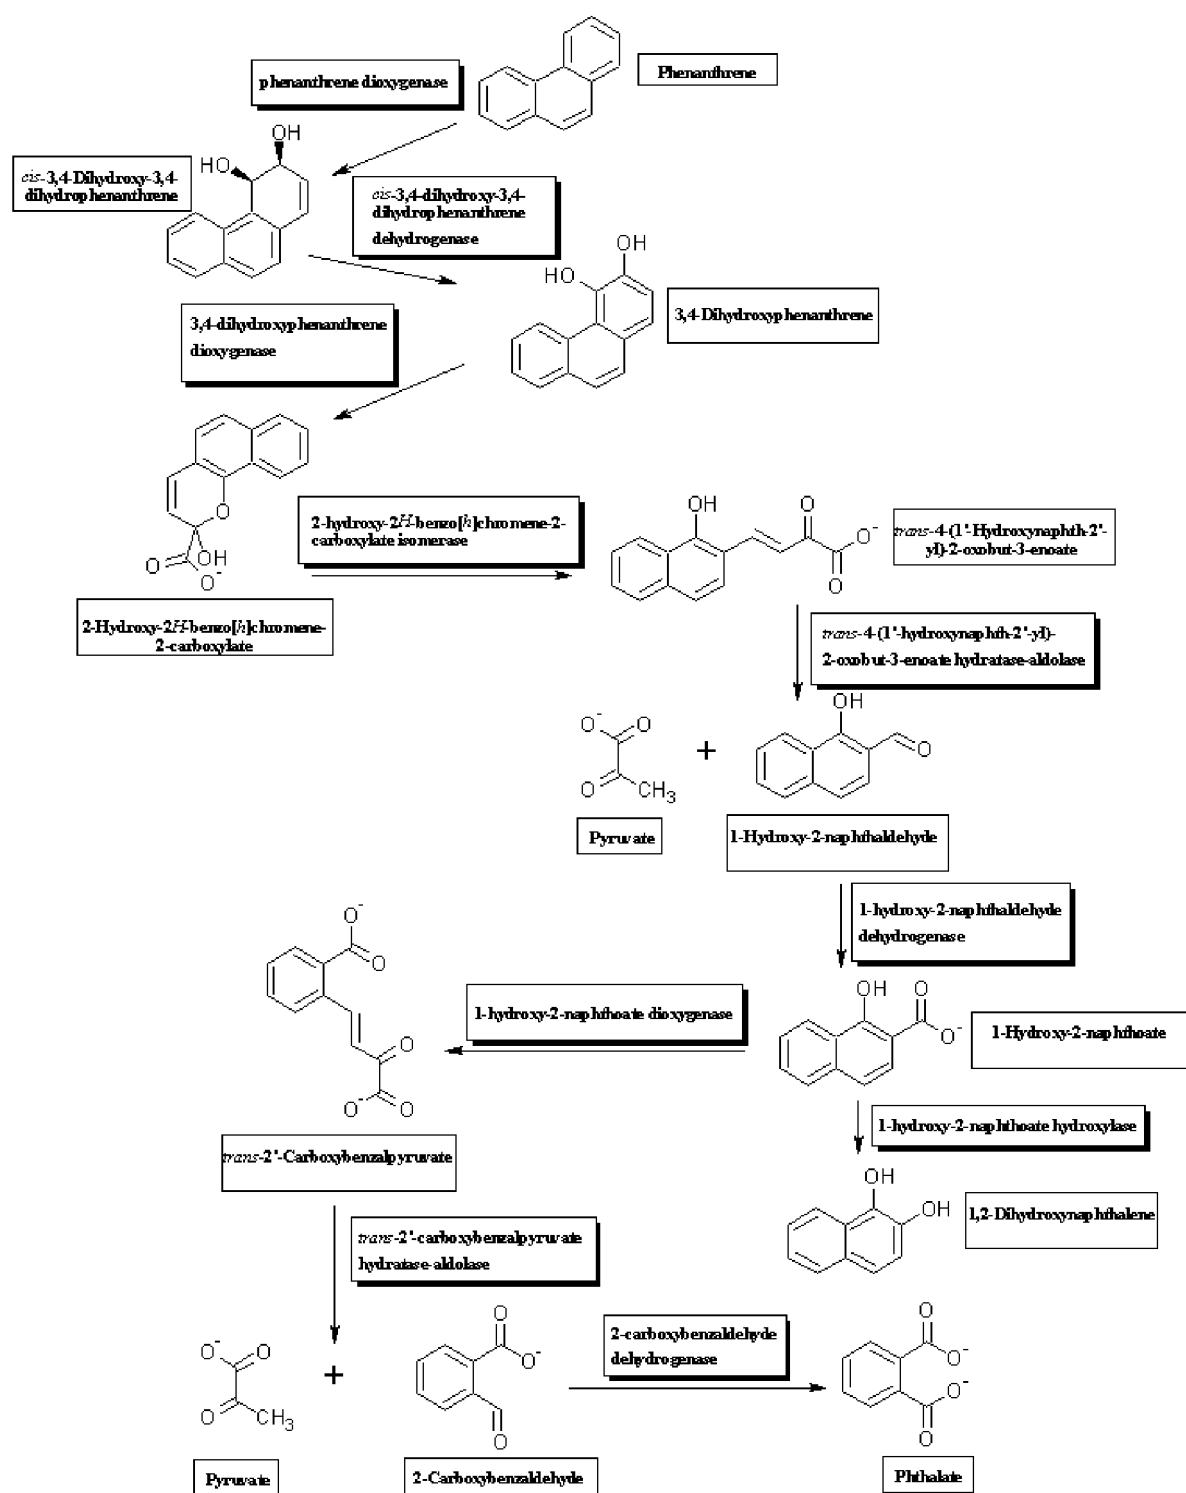 Phenanthrene
phenanthrene dioxygenase
OH
HO
cis-3,4-Dihydroxy-3,4-
dihydrophenanthrene
cis-3,4-dihydroxy-3,4-
dihydrophenanthrene
dehydrogenase
OH
HO
3,4-Dihydroxyphenanthrene
3,4-dihydroxyphenanthrene
dioxygenase
O
OH
O
O-
2-Hydroxy-2H-benzo[h]chromene-
2-carboxylate
2-hydroxy-2H-benzo[h]chromene-2-
carboxylate isomerase
OH
O
O-
O
trans-4-(1'-Hydroxynaphth-2'-
yl)-2-oxobut-3-enoate
trans-4-(1'-hydroxynaphth-2'-yl)-
2-oxobut-3-enoate hydratase-aldolase
O-
O
O
CH3
Pyruvate
+
OH
O
1-Hydroxy-2-naphthaldehyde
1-hydroxy-2-naphthaldehyde
dehydrogenase
OH
O
O-
1-Hydroxy-2-naphthoate
1-hydroxy-2-naphthoate dioxygenase
O-
O
O
O-
O
trans-2'-Carboxybenzalpyruvate
1-hydroxy-2-naphthoate hydroxylase
OH
OH
1,2-Dihydroxynaphthalene
trans-2'-carboxybenzalpyruvate
hydratase-aldolase
O-
O
O
CH3
Pyruvate
+
O
O-
O
2-Carboxybenzaldehyde
2-carboxybenzaldehyde
dehydrogenase
O
O-
O-
O
Phthalate